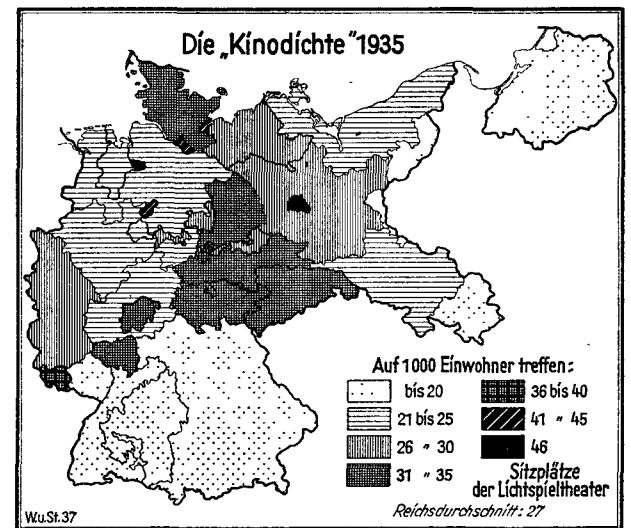 Die „Kinodichte" 1935
Auf 1000 Einwohner treffen:
bis 20
21 bis 25
26 " 30
31 " 35
36 bis 40
41 " 45
46
Sitzplätze
der Lichtspieltheater
Reichsdurchschnitt: 27
W.u.St.37